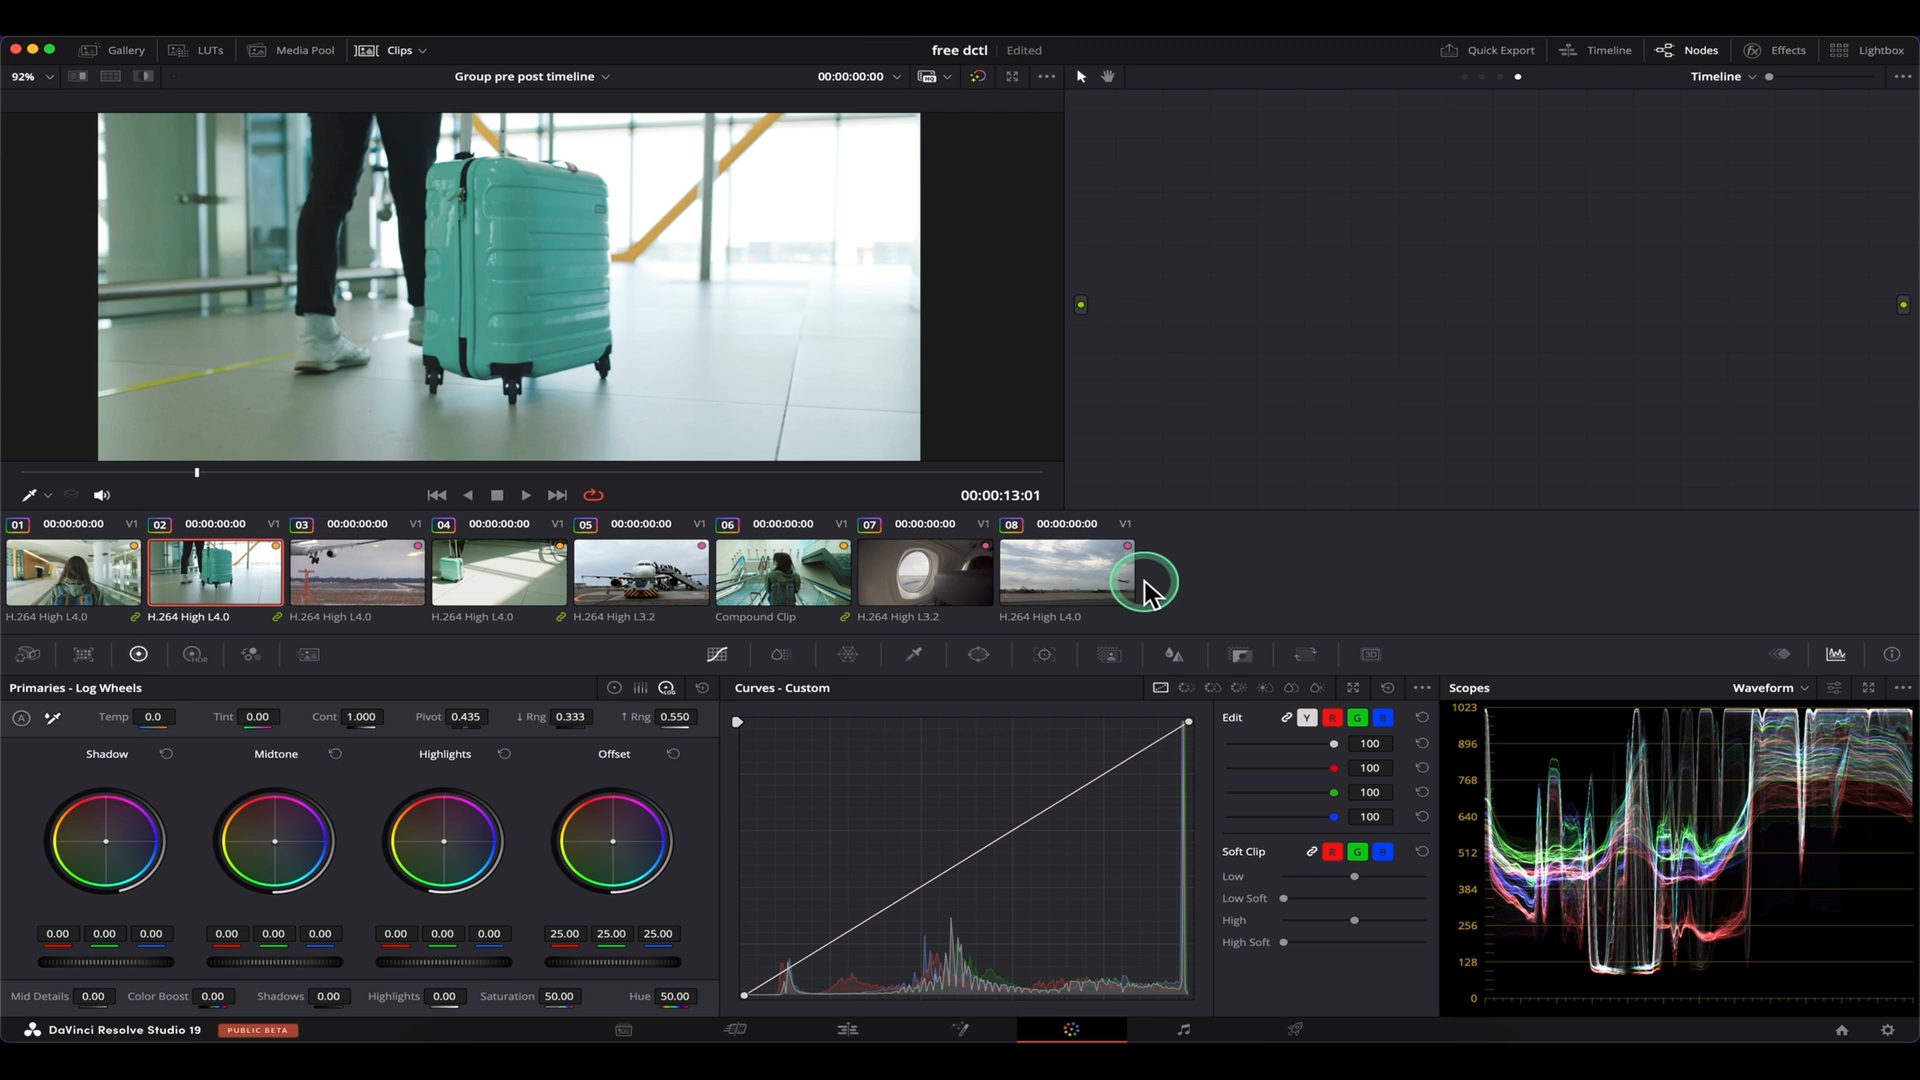 Gallery LUTs Media Pool Clips free dctl Edited Quick Export Timeline Nodes Effects Lightbox
92% Group pre post timeline 00:00:00:00 Timeline
00:00:13:01
01 00:00:00:00 V1 02 00:00:00:00 V1 03 00:00:00:00 V1 04 00:00:00:00 V1 05 00:00:00:00 V1 06 00:00:00:00 V1 07 00:00:00:00 V1 08 00:00:00:00 V1
H.264 High L4.0 H.264 High L4.0 H.264 High L4.0 H.264 High L4.0 H.264 High L3.2 Compound Clip H.264 High L3.2 H.264 High L4.0
HDR 3D
Primaries - Log Wheels LOG Curves - Custom Scopes Waveform
A Temp 0.0 Tint 0.00 Cont 1.000 Pivot 0.435 ↓ Rng 0.333 ↑ Rng 0.550
Shadow Midtone Highlights Offset
0.00 0.00 0.00 0.00 0.00 0.00 0.00 0.00 0.00 25.00 25.00 25.00
Mid Details 0.00 Color Boost 0.00 Shadows 0.00 Highlights 0.00 Saturation 50.00 Hue 50.00
Edit Y R G B
100
100
100
100
Soft Clip R G B
Low
Low Soft
High
High Soft
1023
896
768
640
512
384
256
128
0
DaVinci Resolve Studio 19 PUBLIC BETA